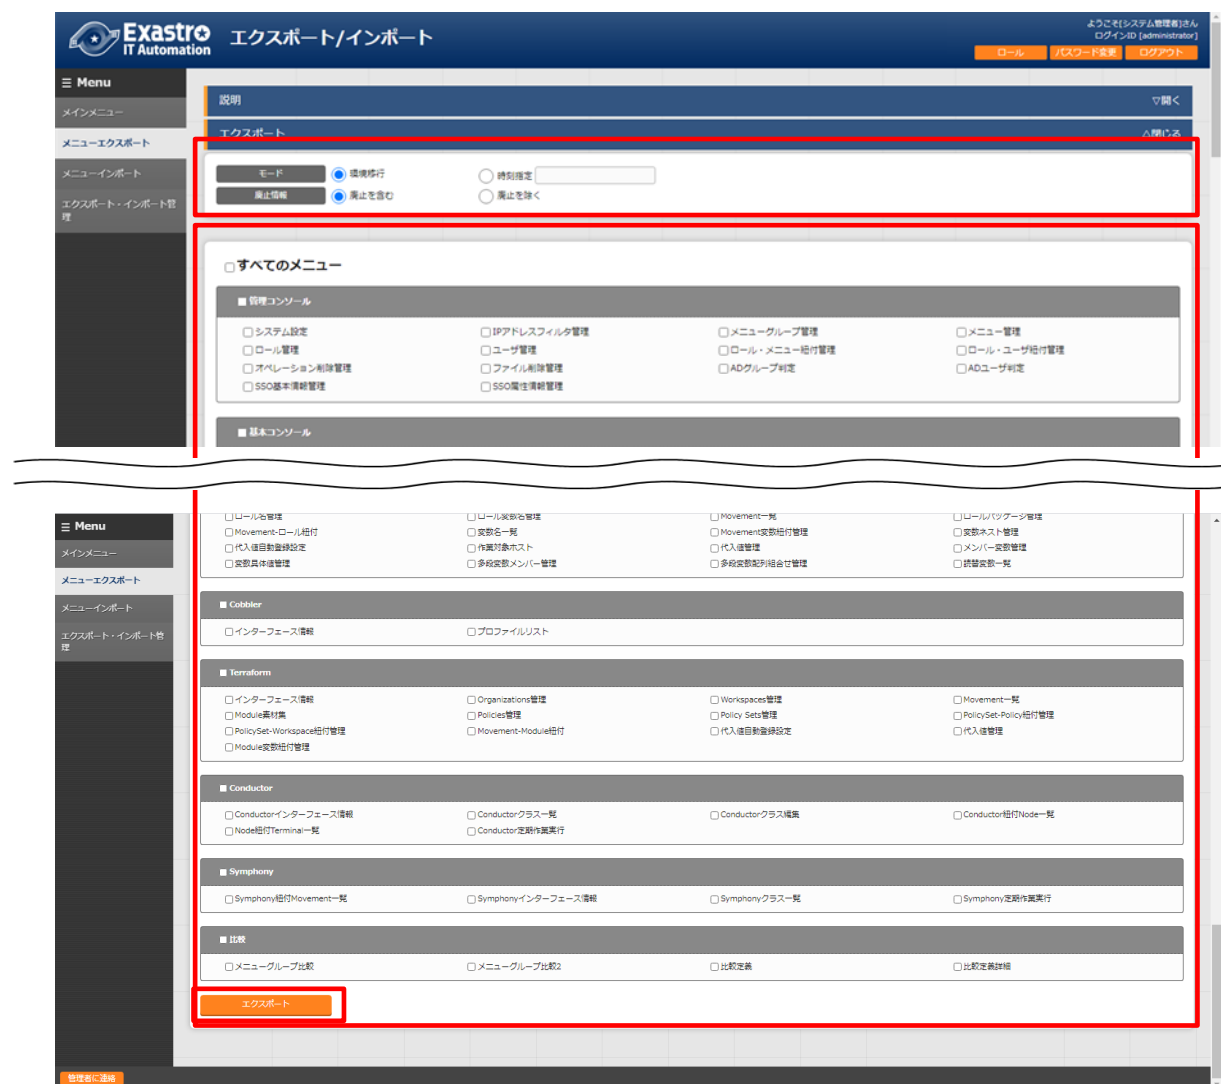 Exastro
IT Automation
エクスポート/インポート
ようこそ[システム管理者]さん
ログインID [administrator]
ロール
パスワード変更
ログアウト
☰ Menu
メインメニュー
メニューエクスポート
メニューインポート
エクスポート・インポート管
理
説明
▽開く
エクスポート
△閉じる
モード
環境移行
時刻指定
廃止情報
廃止を含む
廃止を除く
すべてのメニュー
■ 管理コンソール
システム設定
IPアドレスフィルタ管理
メニューグループ管理
メニュー管理
ロール管理
ユーザ管理
ロール・メニュー紐付管理
ロール・ユーザ紐付管理
オペレーション削除管理
ファイル削除管理
ADグループ判定
ADユーザ判定
SSO基本情報管理
SSO属性情報管理
■ 基本コンソール
☰ Menu
メインメニュー
メニューエクスポート
メニューインポート
エクスポート・インポート管
理
ロール名管理
ロール変数名管理
Movement一覧
ロールパッケージ管理
Movement-ロール紐付
変数名一覧
Movement変数紐付管理
変数ネスト管理
代入値自動登録設定
作業対象ホスト
代入値管理
メンバー変数管理
変数具体値管理
多段変数メンバー管理
多段変数配列組合せ管理
読替変数一覧
■ Cobbler
インターフェース情報
プロファイルリスト
■ Terraform
インターフェース情報
Organizations管理
Workspaces管理
Movement一覧
Module素材集
Policies管理
Policy Sets管理
PolicySet-Policy紐付管理
PolicySet-Workspace紐付管理
Movement-Module紐付
代入値自動登録設定
代入値管理
Module変数紐付管理
■ Conductor
Conductorインターフェース情報
Conductorクラス一覧
Conductorクラス編集
Conductor紐付Node一覧
Node紐付Terminal一覧
Conductor定期作業実行
■ Symphony
Symphony紐付Movement一覧
Symphonyインターフェース情報
Symphonyクラス一覧
Symphony定期作業実行
■ 比較
メニューグループ比較
メニューグループ比較2
比較定義
比較定義詳細
エクスポート
管理者に連絡